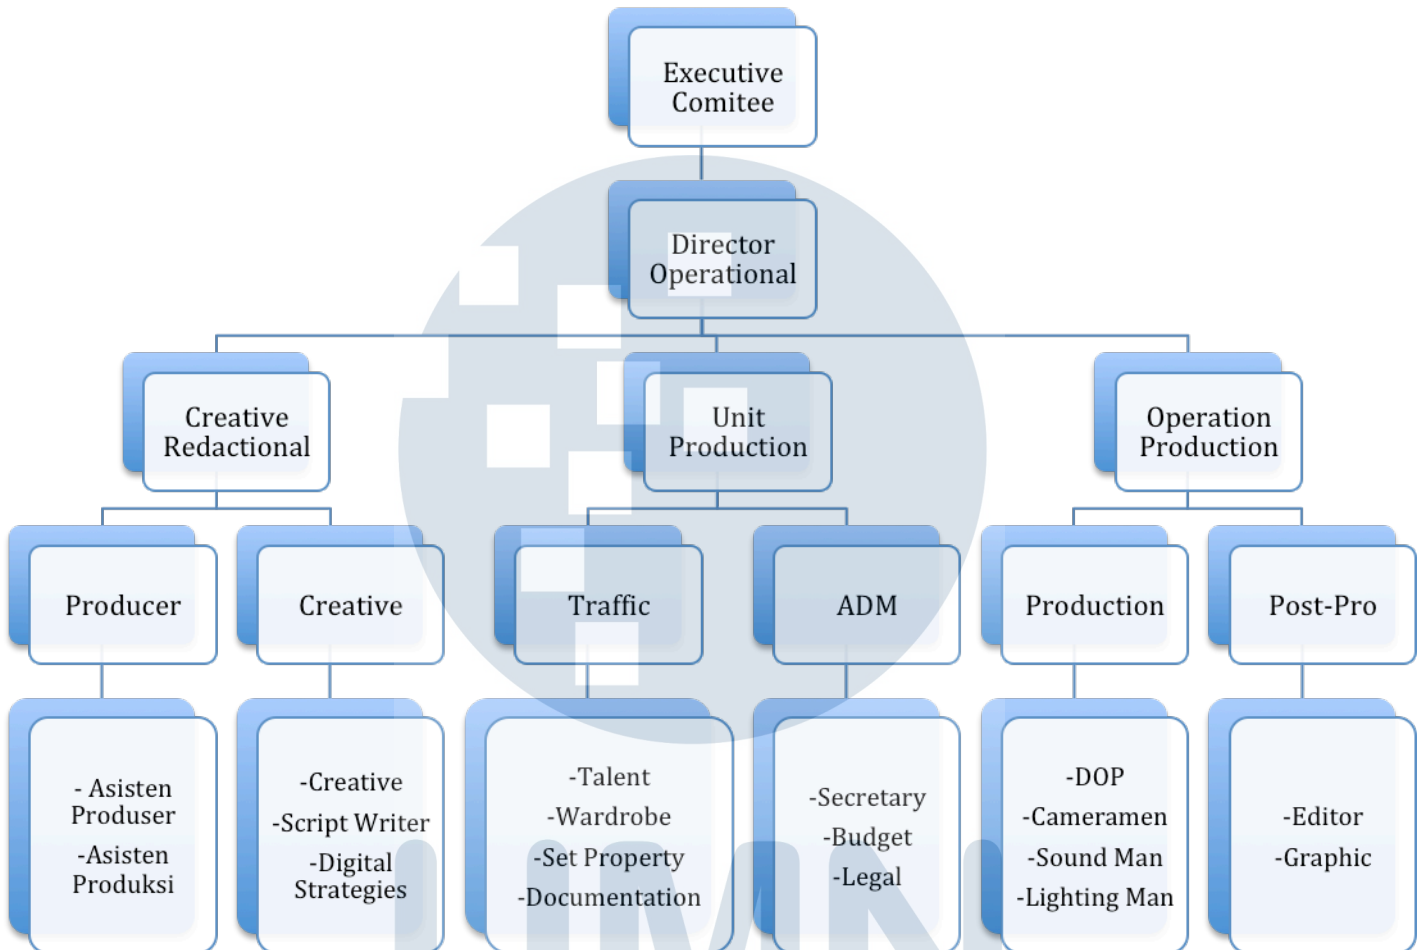 Executive
Comitee
Director
Operational
Creative
Redactional
Unit
Production
Operation
Production
Producer
Creative
Traffic
ADM
Production
Post-Pro
- Asisten
Produser
-Asisten
Produksi
-Creative
-Script Writer
-Digital
Strategies
-Talent
-Wardrobe
-Set Property
-Documentation
-Secretary
-Budget
-Legal
-DOP
-Cameramen
-Sound Man
-Lighting Man
-Editor
-Graphic
UMN